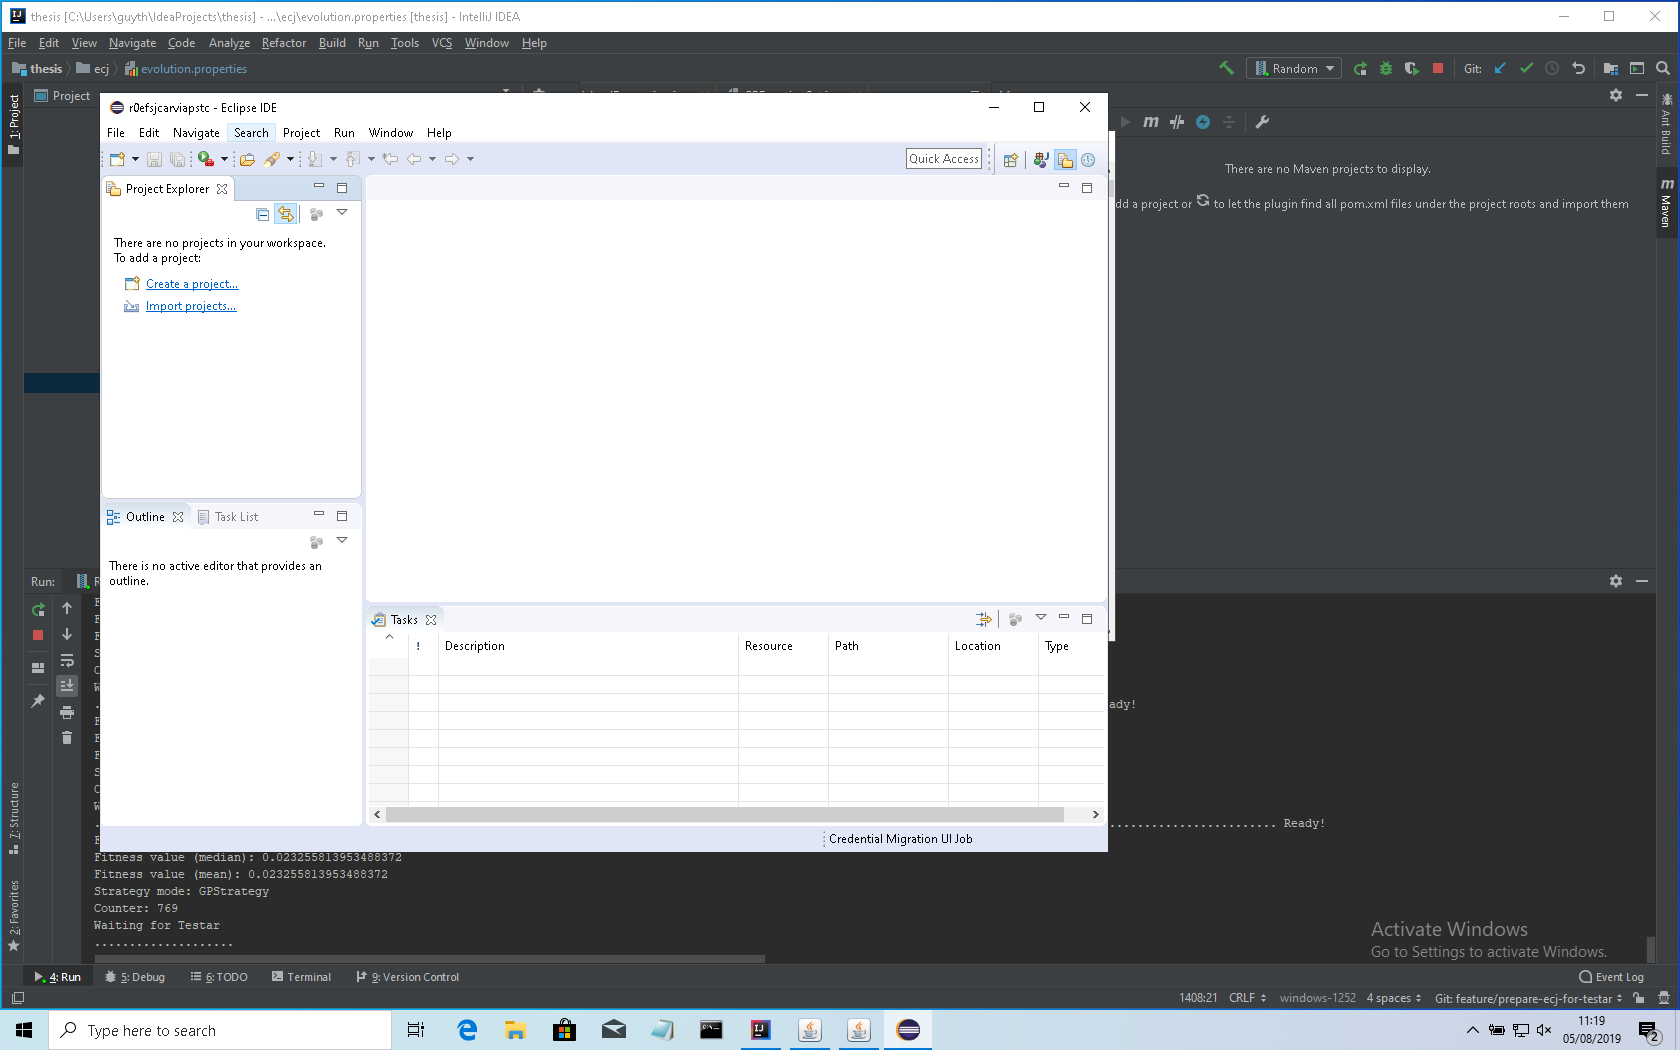 thesis [C:\Users\guyth\IdeaProjects\thesis] - ...\ecj\evolution.properties [thesis] - IntelliJ IDEA
File Edit View Navigate Code Analyze Refactor Build Run Tools VCS Window Help
thesis ecj evolution.properties
Random Git:
1: Project Project
r0efsjcarviapstc - Eclipse IDE
File Edit Navigate Search Project Run Window Help
Quick Access
Project Explorer
There are no projects in your workspace.
To add a project:
Create a project...
Import projects...
Outline Task List
There is no active editor that provides an
outline.
Tasks
! Description Resource Path Location Type
Credential Migration UI Job
There are no Maven projects to display.
dd a project or to let the plugin find all pom.xml files under the project roots and import them
Ant Build
Maven
Run:
ady!
........................ Ready!
Fitness value (median): 0.023255813953488372
Fitness value (mean): 0.023255813953488372
Strategy mode: GPStrategy
Counter: 769
Waiting for Testar
....................
7: Structure
2: Favorites
Activate Windows
Go to Settings to activate Windows.
4: Run 5: Debug 6: TODO Terminal 9: Version Control Event Log
1408:21 CRLF windows-1252 4 spaces Git: feature/prepare-ecj-for-testar
Type here to search
11:19
05/08/2019
2